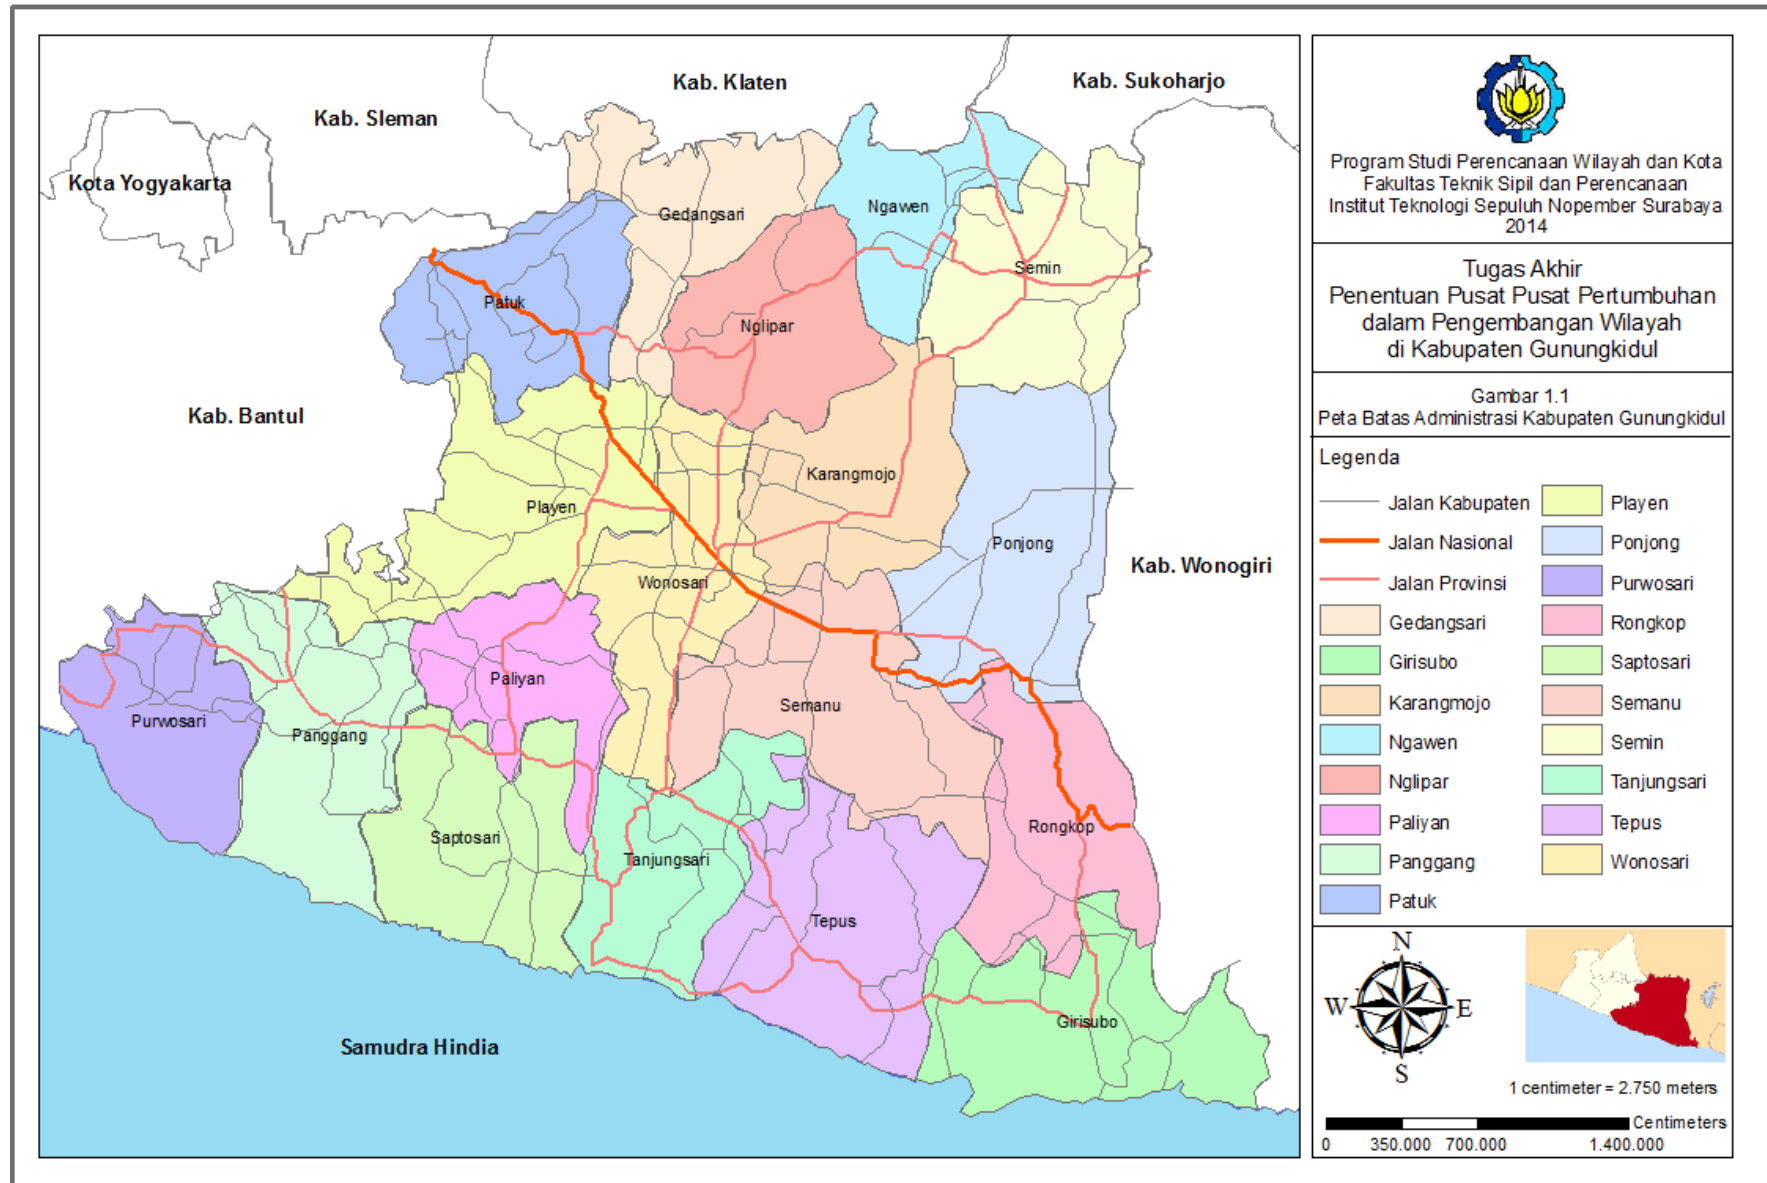 Kab. Klaten
Kab. Sukoharjo
Kab. Sleman
Kota Yogyakarta
Gedangsari
Ngawen
Semin
Patuk
Nglipar
Kab. Bantul
Karangmojo
Playen
Ponjong
Kab. Wonogiri
Wonosari
Paliyan
Purwosari
Panggang
Semanu
Rongkop
Saptosari
Tanjungsari
Tepus
Girisubo
Samudra Hindia
Program Studi Perencanaan Wilayah dan Kota
Fakultas Teknik Sipil dan Perencanaan
Institut Teknologi Sepuluh Nopember Surabaya
2014
Tugas Akhir
Penentuan Pusat Pusat Pertumbuhan
dalam Pengembangan Wilayah
di Kabupaten Gunungkidul
Gambar 1.1
Peta Batas Administrasi Kabupaten Gunungkidul
Legenda
Jalan Kabupaten
Jalan Nasional
Jalan Provinsi
Gedangsari
Girisubo
Karangmojo
Ngawen
Nglipar
Paliyan
Panggang
Patuk
Playen
Ponjong
Purwosari
Rongkop
Saptosari
Semanu
Semin
Tanjungsari
Tepus
Wonosari
N
W
E
S
1 centimeter = 2.750 meters
Centimeters
0 350.000 700.000 1.400.000